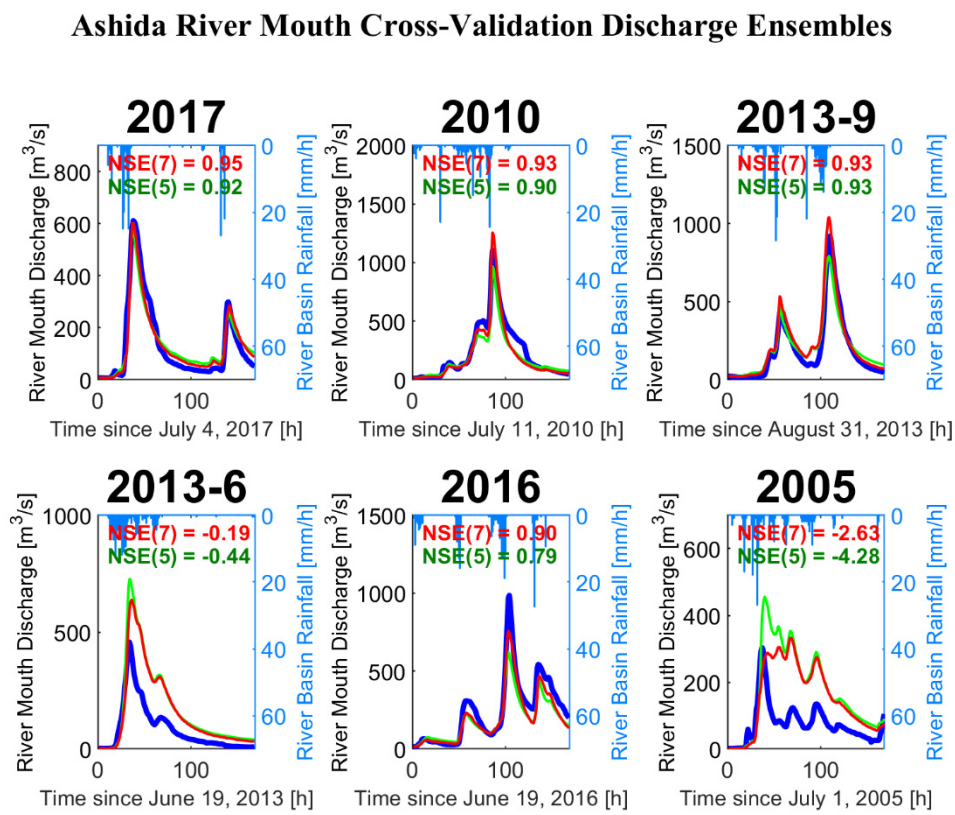 Ashida River Mouth Cross-Validation Discharge Ensembles
2017
River Mouth Discharge [m³/s]
800
600
400
200
0
NSE(7) = 0.95
NSE(5) = 0.92
0
20
40
60
River Basin Rainfall [mm/h]
0
100
Time since July 4, 2017 [h]
2010
River Mouth Discharge [m³/s]
2000
1500
1000
500
0
NSE(7) = 0.93
NSE(5) = 0.90
0
20
40
60
River Basin Rainfall [mm/h]
0
100
Time since July 11, 2010 [h]
2013-9
River Mouth Discharge [m³/s]
1500
1000
500
0
NSE(7) = 0.93
NSE(5) = 0.93
0
20
40
60
River Basin Rainfall [mm/h]
0
100
Time since August 31, 2013 [h]
2013-6
River Mouth Discharge [m³/s]
1000
500
0
NSE(7) = -0.19
NSE(5) = -0.44
0
20
40
60
River Basin Rainfall [mm/h]
0
100
Time since June 19, 2013 [h]
2016
River Mouth Discharge [m³/s]
1500
1000
500
0
NSE(7) = 0.90
NSE(5) = 0.79
0
20
40
60
River Basin Rainfall [mm/h]
0
100
Time since June 19, 2016 [h]
2005
River Mouth Discharge [m³/s]
600
400
200
0
NSE(7) = -2.63
NSE(5) = -4.28
0
20
40
60
River Basin Rainfall [mm/h]
0
100
Time since July 1, 2005 [h]